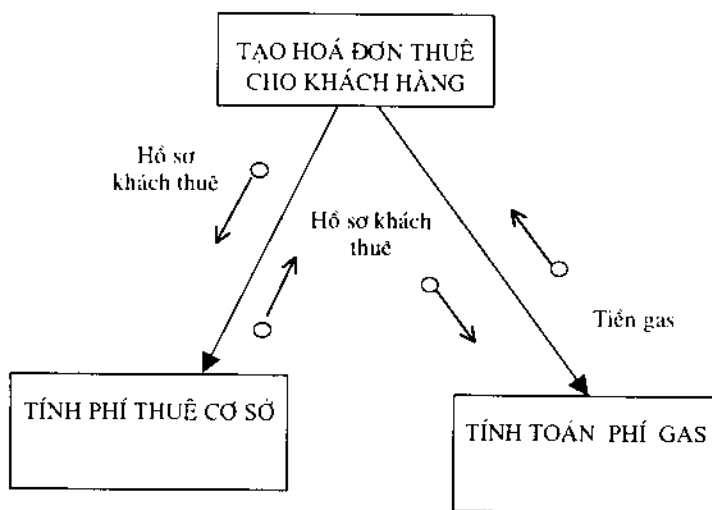 TẠO HOÁ ĐƠN THUÊ
CHO KHÁCH HÀNG
Hồ sơ
khách thuê
Hồ sơ khách
thuê
Tiền gas
TÍNH PHÍ THUÊ CƠ SỞ
TÍNH TOÁN PHÍ GAS